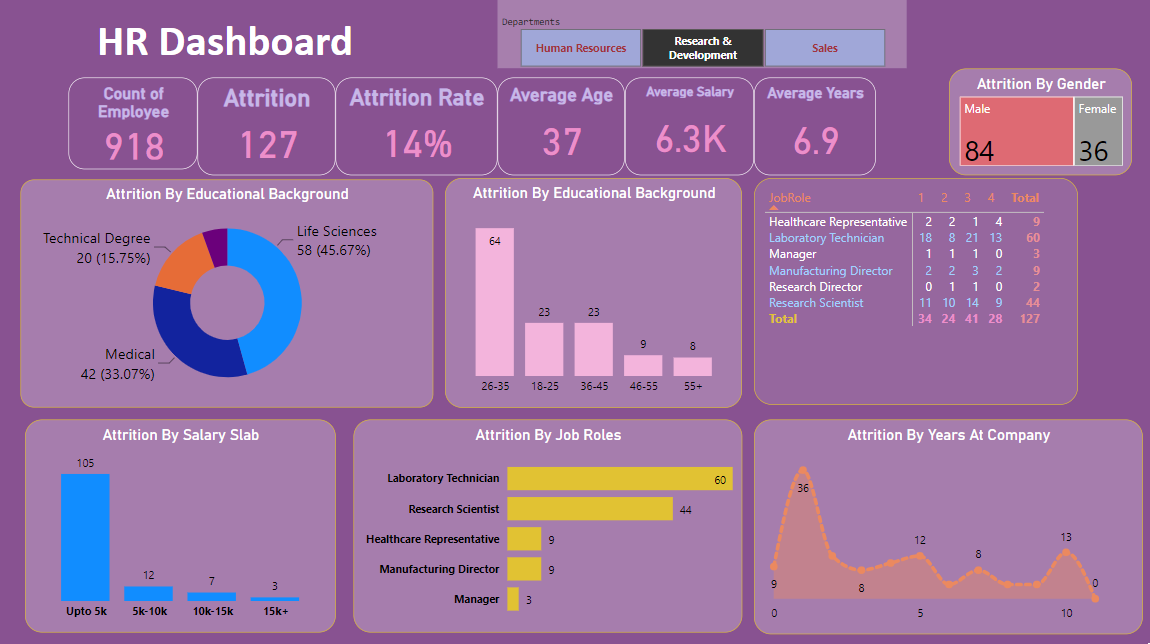 HR Dashboard
Departments
Human Resources
Research &
Development
Sales
Count of
Employee
918
Attrition
127
Attrition Rate
14%
Average Age
37
Average Salary
6.3K
Average Years
6.9
Attrition By Gender
Male
84
Female
36
Attrition By Educational Background
Life Sciences
58 (45.67%)
Technical Degree
20 (15.75%)
Medical
42 (33.07%)
Attrition By Educational Background
64
23
23
9
8
26-35
18-25
36-45
46-55
55+
JobRole 1 2 3 4 Total
Healthcare Representative 2 2 1 4 9
Laboratory Technician 18 8 21 13 60
Manager 1 1 1 0 3
Manufacturing Director 2 2 3 2 9
Research Director 0 1 1 0 2
Research Scientist 11 10 14 9 44
Total 34 24 41 28 127
Attrition By Salary Slab
105
12
7
3
Upto 5k
5k-10k
10k-15k
15k+
Attrition By Job Roles
Laboratory Technician 60
Research Scientist 44
Healthcare Representative 9
Manufacturing Director 9
Manager 3
Attrition By Years At Company
36
12
13
8
9
8
0
0
5
10